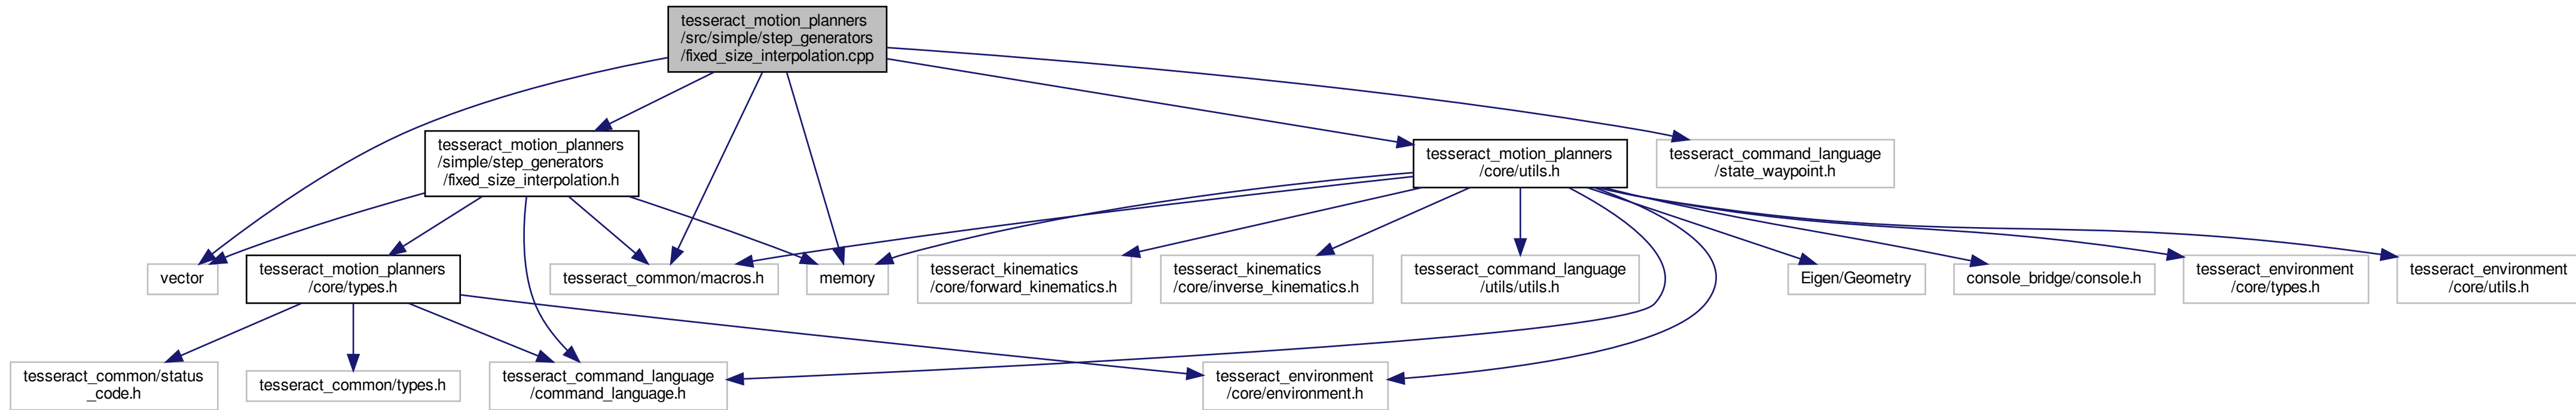 tesseract_motion_planners
/src/simple/step_generators
/fixed_size_interpolation.cpp
tesseract_motion_planners
/simple/step_generators
/fixed_size_interpolation.h
tesseract_motion_planners
/core/utils.h
tesseract_command_language
/state_waypoint.h
vector
tesseract_motion_planners
/core/types.h
tesseract_common/macros.h
memory
tesseract_kinematics
/core/forward_kinematics.h
tesseract_kinematics
/core/inverse_kinematics.h
tesseract_command_language
/utils/utils.h
Eigen/Geometry
console_bridge/console.h
tesseract_environment
/core/types.h
tesseract_environment
/core/utils.h
tesseract_common/status
_code.h
tesseract_common/types.h
tesseract_command_language
/command_language.h
tesseract_environment
/core/environment.h